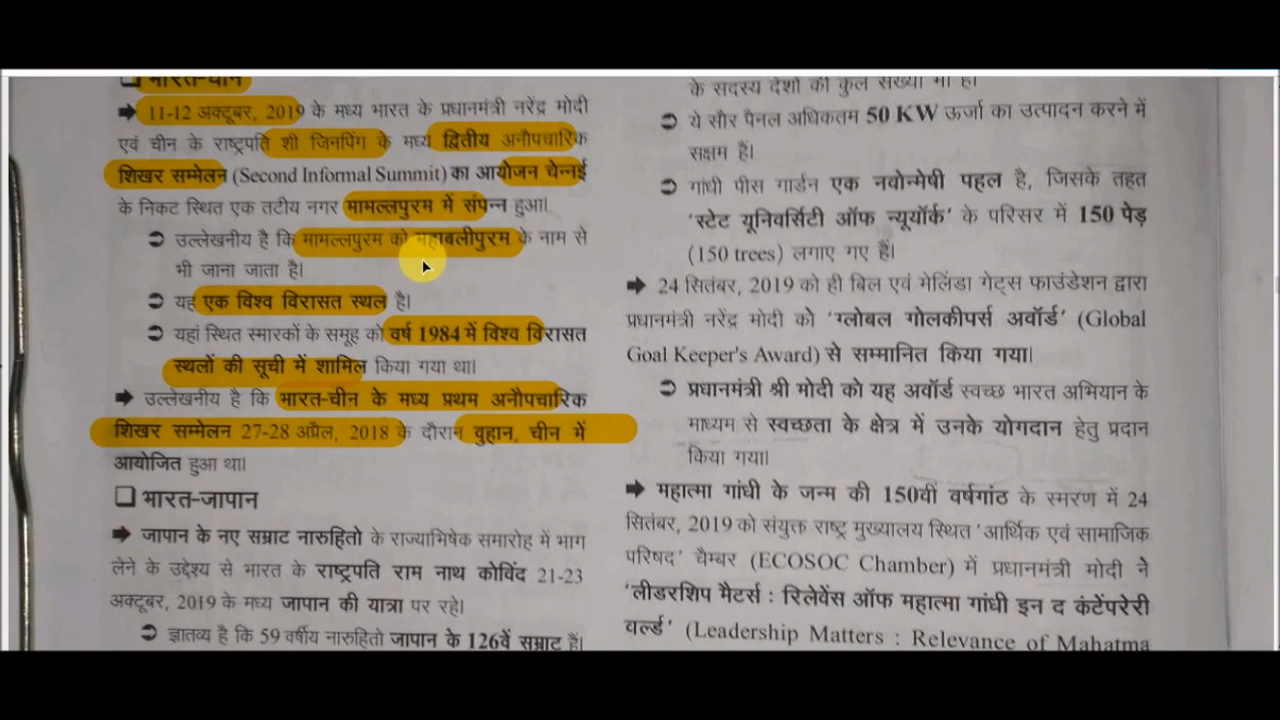 ❑ भारत-चीन
➡ 11-12 अक्टूबर, 2019 के मध्य भारत के प्रधानमंत्री नरेंद्र मोदी
एवं चीन के राष्ट्रपति शी जिनपिंग के मध्य द्वितीय अनौपचारिक
शिखर सम्मेलन (Second Informal Summit) का आयोजन चेन्नई
के निकट स्थित एक तटीय नगर मामल्लपुरम में संपन्न हुआ।
➲ उल्लेखनीय है कि मामल्लपुरम को महाबलीपुरम के नाम से
भी जाना जाता है।
➲ यह एक विश्व विरासत स्थल है।
➲ यहां स्थित स्मारकों के समूह को वर्ष 1984 में विश्व विरासत
स्थलों की सूची में शामिल किया गया था।
➡ उल्लेखनीय है कि भारत-चीन के मध्य प्रथम अनौपचारिक
शिखर सम्मेलन 27-28 अप्रैल, 2018 के दौरान वुहान, चीन में
आयोजित हुआ था।
❑ भारत-जापान
➡ जापान के नए सम्राट नारुहितो के राज्याभिषेक समारोह में भाग
लेने के उद्देश्य से भारत के राष्ट्रपति राम नाथ कोविंद 21-23
अक्टूबर, 2019 के मध्य जापान की यात्रा पर रहे।
➲ ज्ञातव्य है कि 59 वर्षीय नारुहितो जापान के 126वें सम्राट हैं।
के सदस्य देशों की कुल संख्या भी है।
➲ ये सौर पैनल अधिकतम 50 KW ऊर्जा का उत्पादन करने में
सक्षम हैं।
➲ गांधी पीस गार्डन एक नवोन्मेषी पहल है, जिसके तहत
'स्टेट यूनिवर्सिटी ऑफ न्यूयॉर्क' के परिसर में 150 पेड़
(150 trees) लगाए गए हैं।
➡ 24 सितंबर, 2019 को ही बिल एवं मेलिंडा गेट्स फाउंडेशन द्वारा
प्रधानमंत्री नरेंद्र मोदी को 'ग्लोबल गोलकीपर्स अवॉर्ड' (Global
Goal Keeper's Award) से सम्मानित किया गया।
➲ प्रधानमंत्री श्री मोदी को यह अवॉर्ड स्वच्छ भारत अभियान के
माध्यम से स्वच्छता के क्षेत्र में उनके योगदान हेतु प्रदान
किया गया।
➡ महात्मा गांधी के जन्म की 150वीं वर्षगांठ के स्मरण में 24
सितंबर, 2019 को संयुक्त राष्ट्र मुख्यालय स्थित 'आर्थिक एवं सामाजिक
परिषद' चैम्बर (ECOSOC Chamber) में प्रधानमंत्री मोदी ने
'लीडरशिप मैटर्स : रिलेवेंस ऑफ महात्मा गांधी इन द कंटेंपरेरी
वर्ल्ड' (Leadership Matters : Relevance of Mahatma